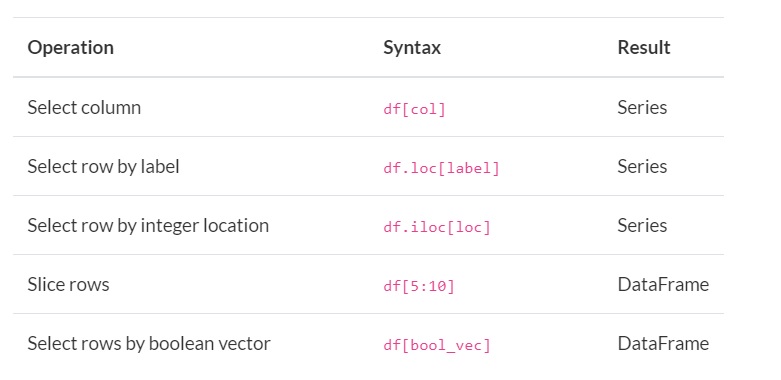 Operation Syntax Result
Select column df[col] Series
Select row by label df.loc[label] Series
Select row by integer location df.iloc[loc] Series
Slice rows df[5:10] DataFrame
Select rows by boolean vector df[bool_vec] DataFrame